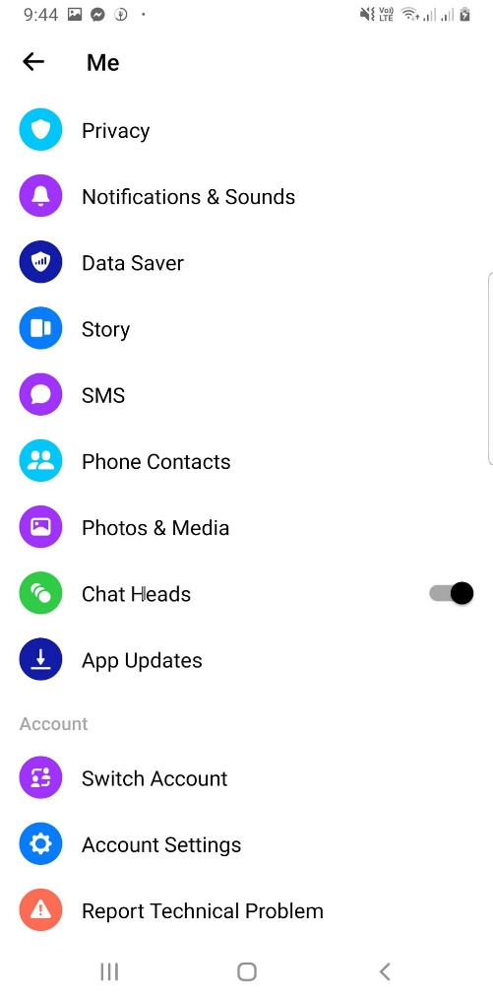 9:44
Vo))
LTE
Me
Privacy
Notifications & Sounds
Data Saver
Story
SMS
Phone Contacts
Photos & Media
Chat Heads
App Updates
Account
Switch Account
Account Settings
Report Technical Problem